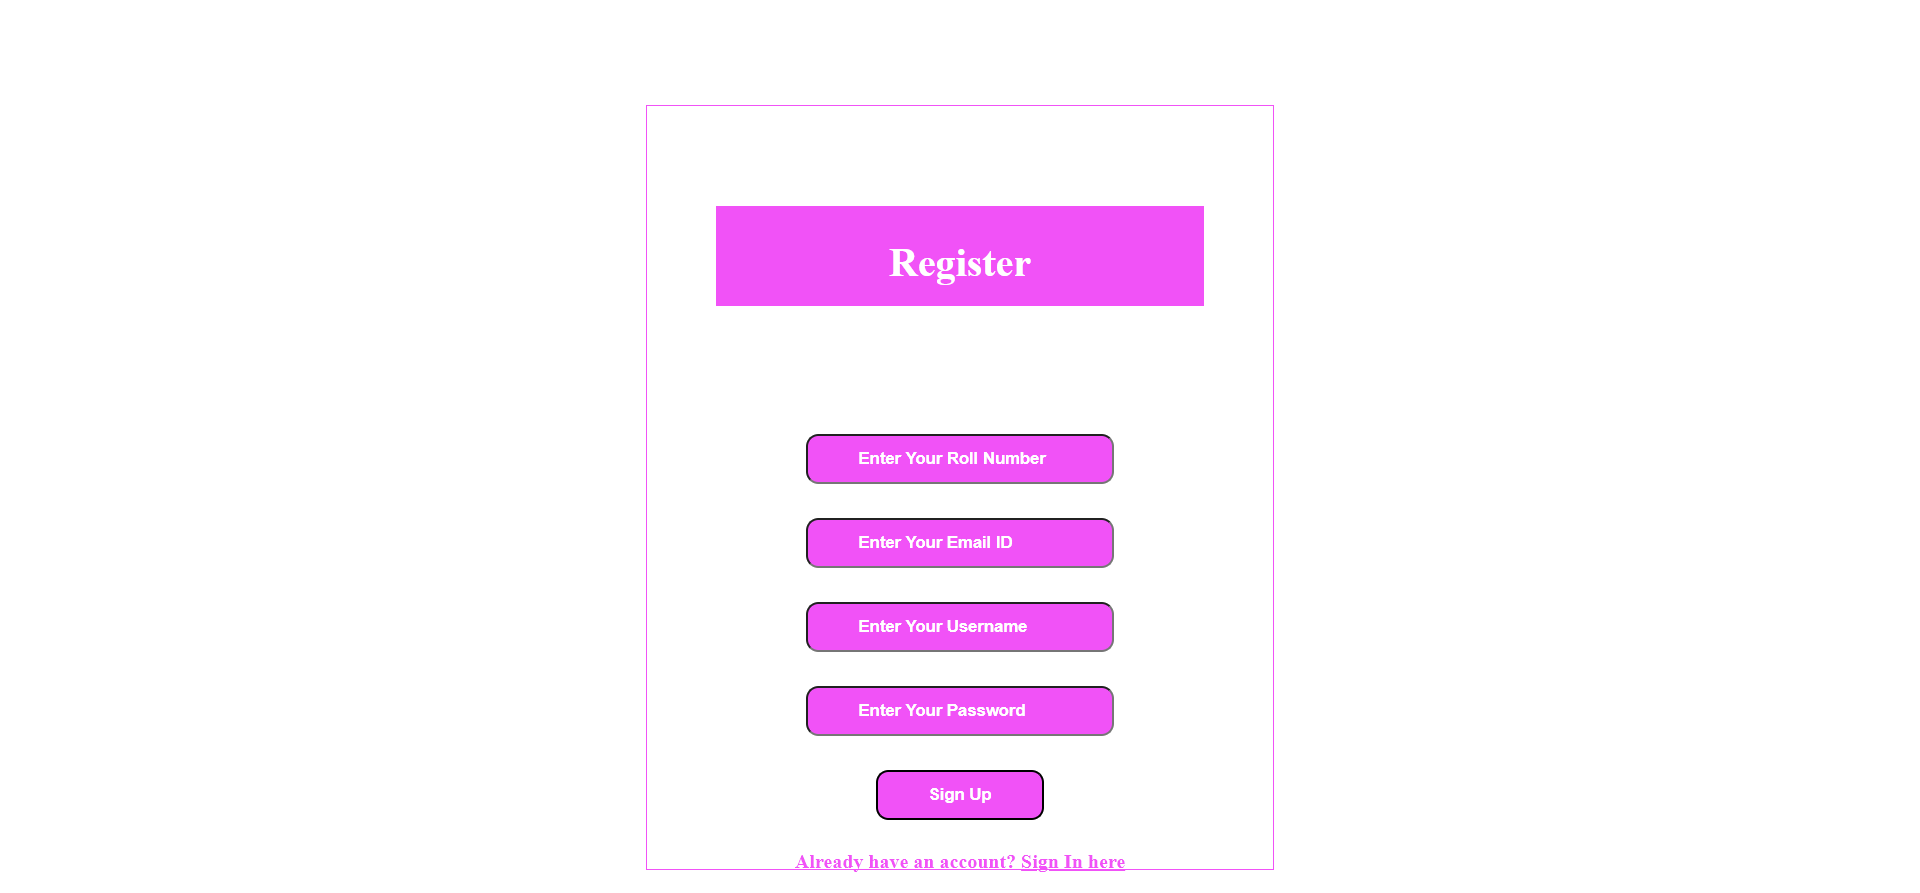 Register
Enter Your Roll Number
Enter Your Email ID
Enter Your Username
Enter Your Password
Sign Up
Already have an account? Sign In here